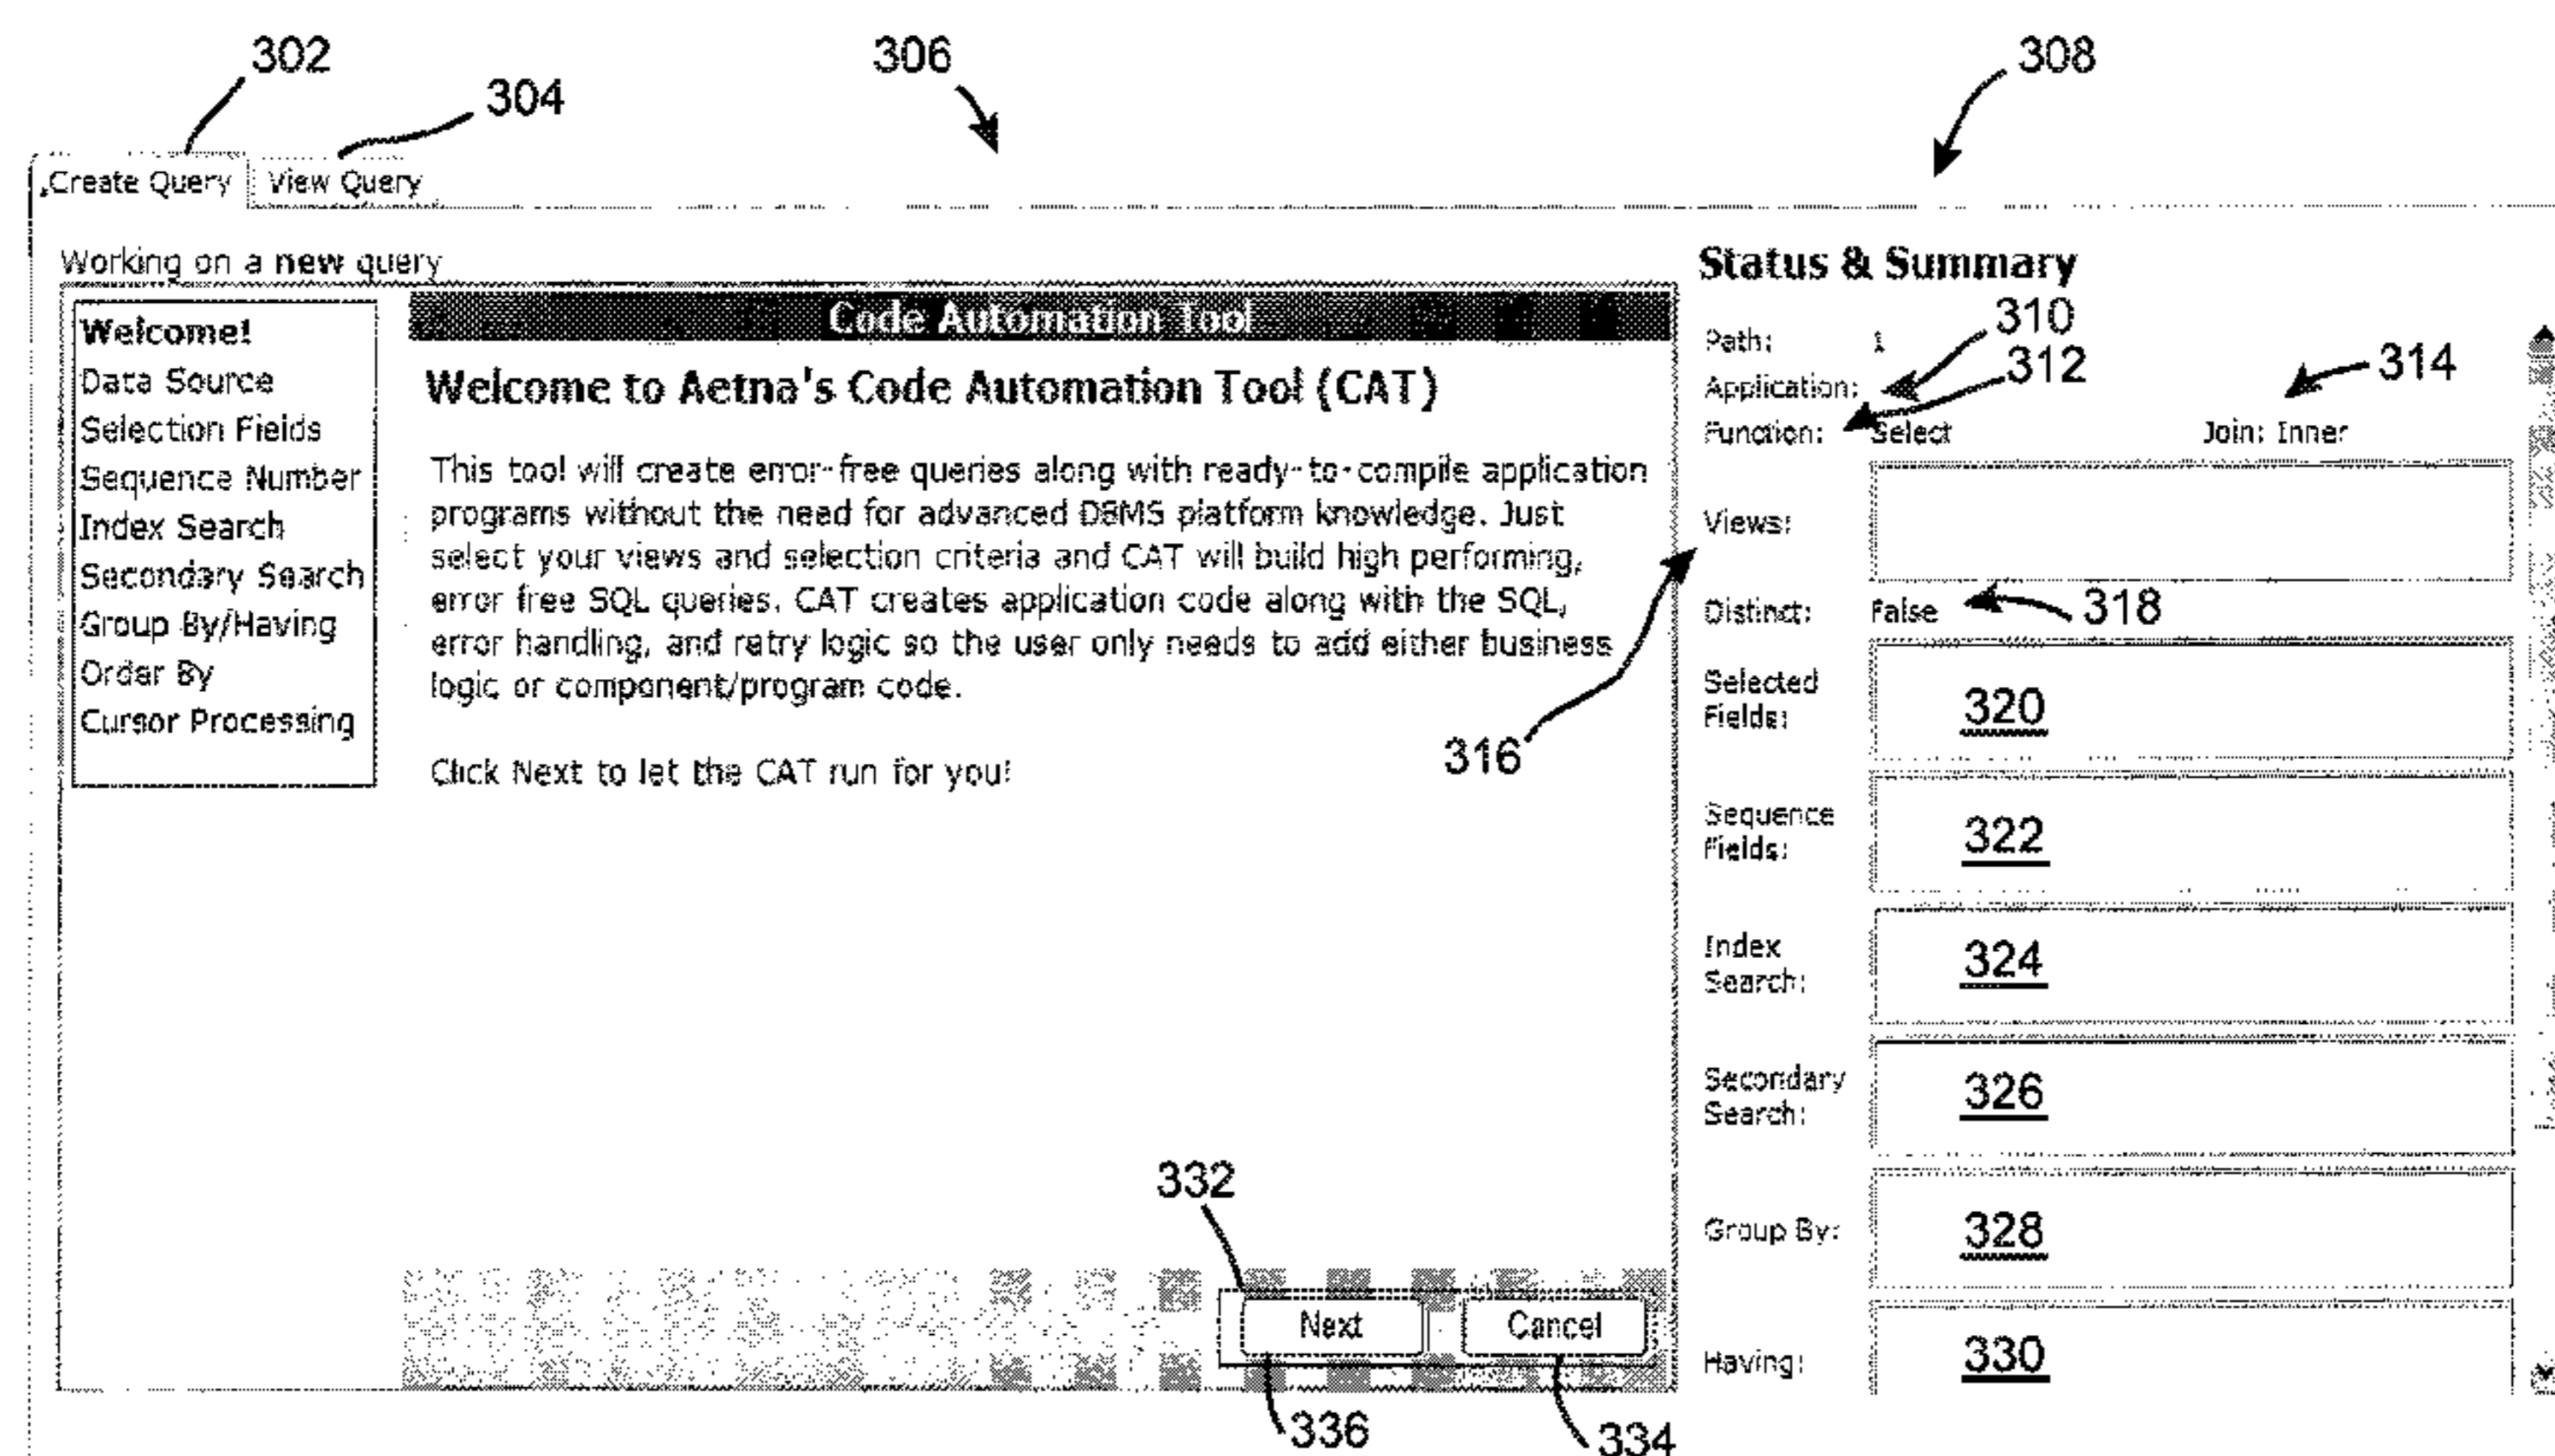 302
304
306
308
Create Query
View Query
Working on a new query
Welcome!
Data Source
Selection Fields
Sequence Number
Index Search
Secondary Search
Group By/Having
Order By
Cursor Processing
Code Automation Tool
Welcome to Aetna's Code Automation Tool (CAT)
This tool will create error-free queries along with ready-to-compile application
programs without the need for advanced DBMS platform knowledge. Just
select your views and selection criteria and CAT will build high performing,
error free SQL queries. CAT creates application code along with the SQL,
error handling, and retry logic so the user only needs to add either business
logic or component/program code.
Click Next to let the CAT run for you!
332
Next
Cancel
336
334
Status & Summary
Path: 1
310
Application:
312
314
Function: Select Join: Inner
Views:
316
Distinct: False
318
Selected
Fields:
320
Sequence
Fields:
322
Index
Search:
324
Secondary
Search:
326
Group By:
328
Having:
330